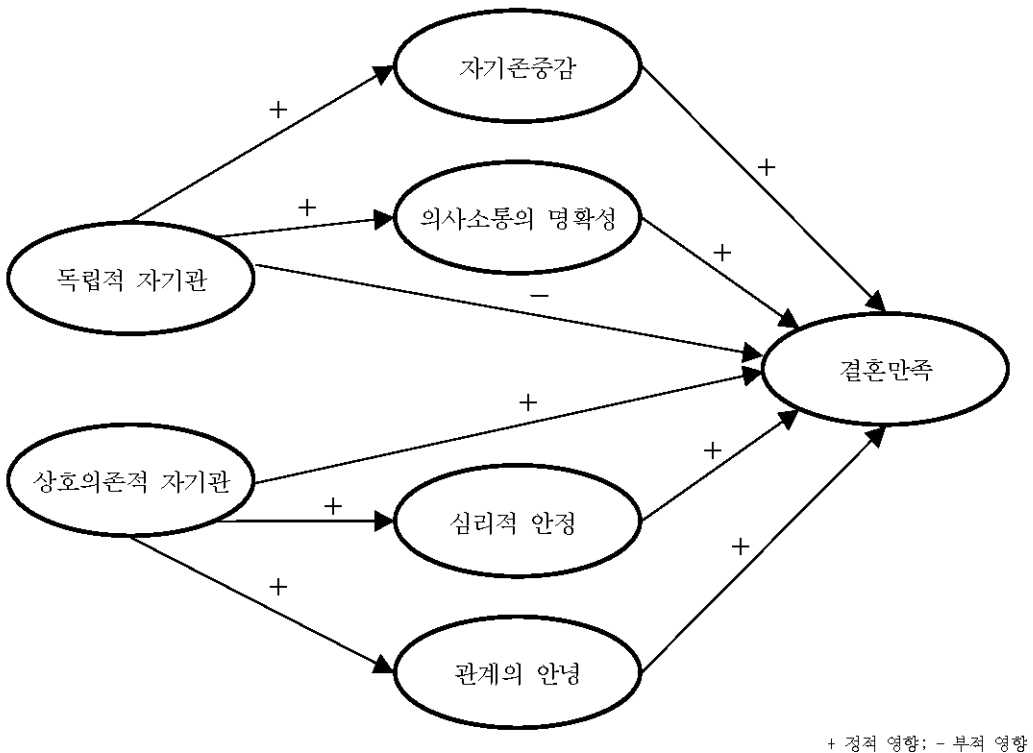 자기존중감
+
+
의사소통의 명확성
+
+
독립적 자기관
−
결혼만족
+
상호의존적 자기관
+
+
심리적 안정
+
+
관계의 안녕
+ 정적 영향; − 부적 영향